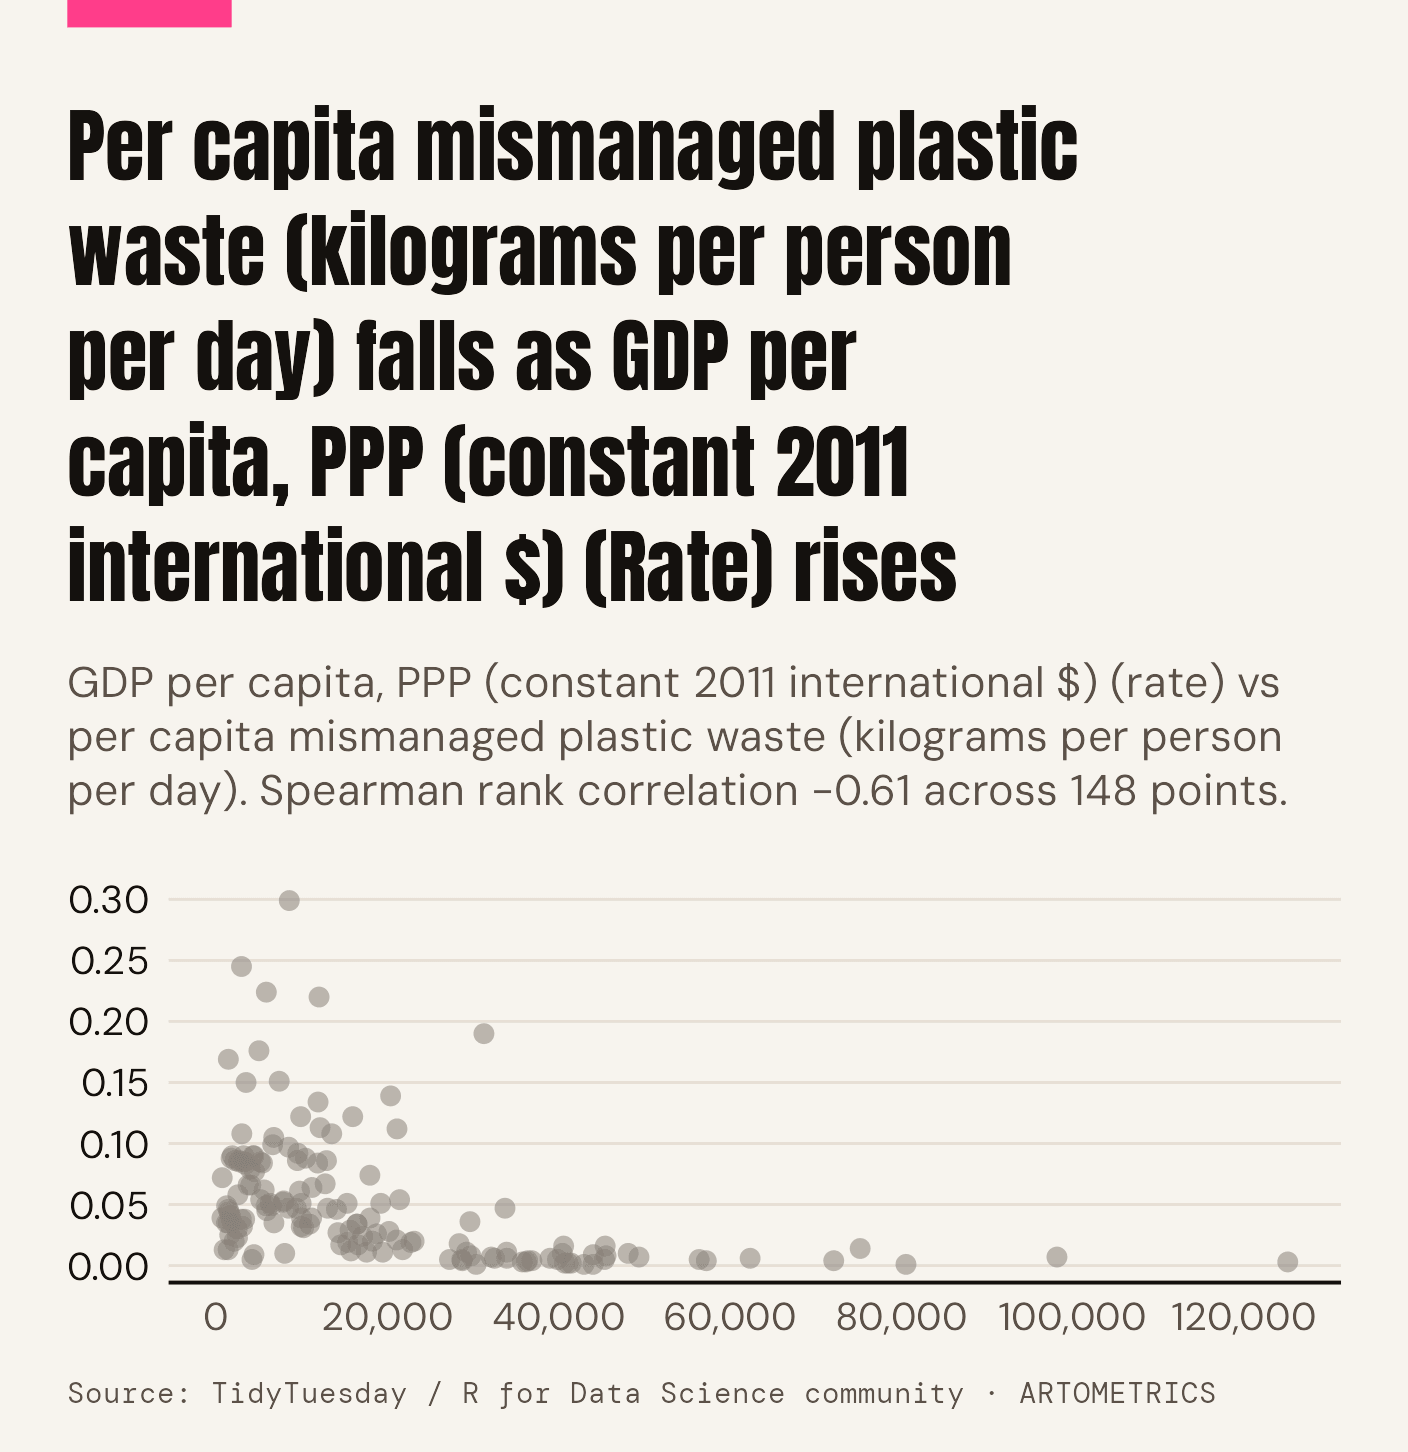 Per capita mismanaged plastic
waste (kilograms per person
per day) falls as GDP per
capita, PPP (constant 2011
international $) (Rate) rises
GDP per capita, PPP (constant 2011 international $) (rate) vs
per capita mismanaged plastic waste (kilograms per person
per day). Spearman rank correlation −0.61 across 148 points.
0.30
0.25
0.20
0.15
0.10
0.05
0.00
0 20,000 40,000 60,000 80,000 100,000 120,000
Source: TidyTuesday / R for Data Science community · ARTOMETRICS